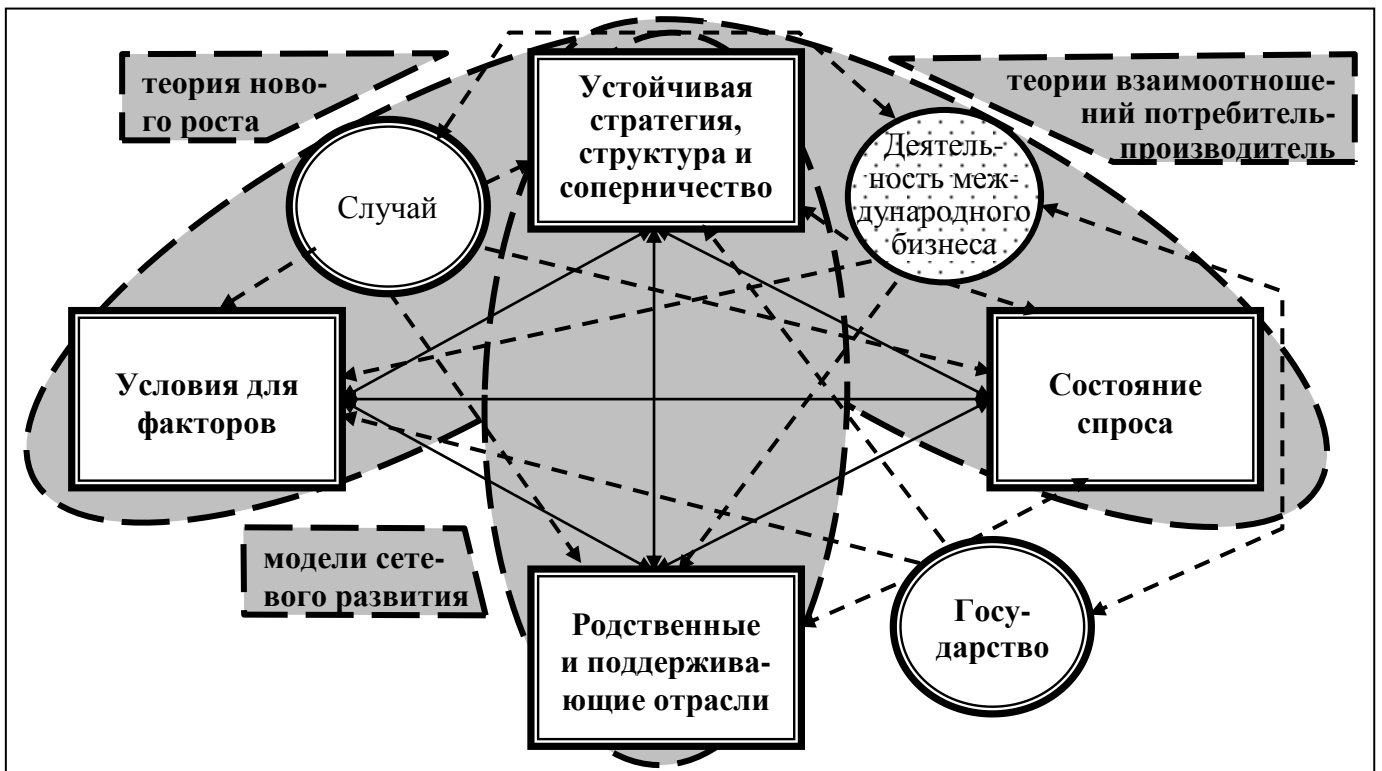 теория ново-
го роста
Устойчивая
стратегия,
структура и
соперничество
теории взаимоотноше-
ний потребитель-
производитель
Случай
Деятель-
ность меж-
дународного
бизнеса
Условия для
факторов
Состояние
спроса
модели сете-
вого развития
Родственные
и поддержива-
ющие отрасли
Госу-
дарство